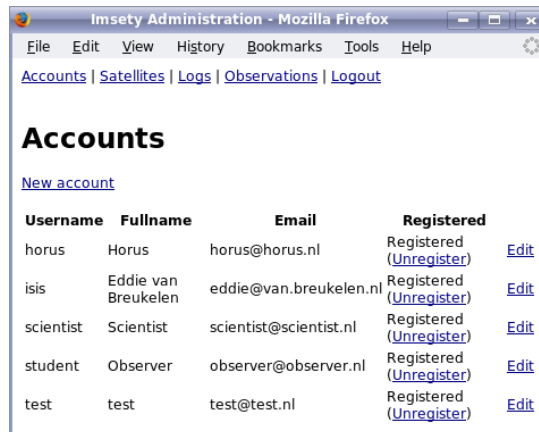 Imsety Administration - Mozilla Firefox
File Edit View History Bookmarks Tools Help
Accounts | Satellites | Logs | Observations | Logout
Accounts
New account
Username Fullname Email Registered
horus Horus horus@horus.nl Registered (Unregister) Edit
isis Eddie van Breukelen eddie@van.breukelen.nl Registered (Unregister) Edit
scientist Scientist scientist@scientist.nl Registered (Unregister) Edit
student Observer observer@observer.nl Registered (Unregister) Edit
test test test@test.nl Registered (Unregister) Edit